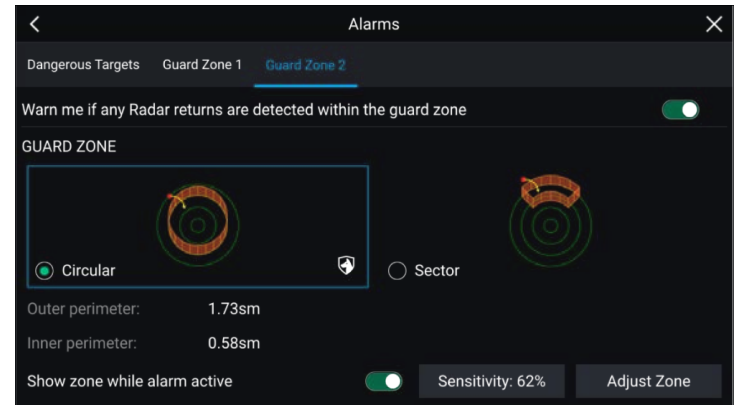 Alarms
Dangerous Targets Guard Zone 1 Guard Zone 2
Warn me if any Radar returns are detected within the guard zone
GUARD ZONE
Circular Sector
Outer perimeter: 1.73sm
Inner perimeter: 0.58sm
Show zone while alarm active Sensitivity: 62% Adjust Zone